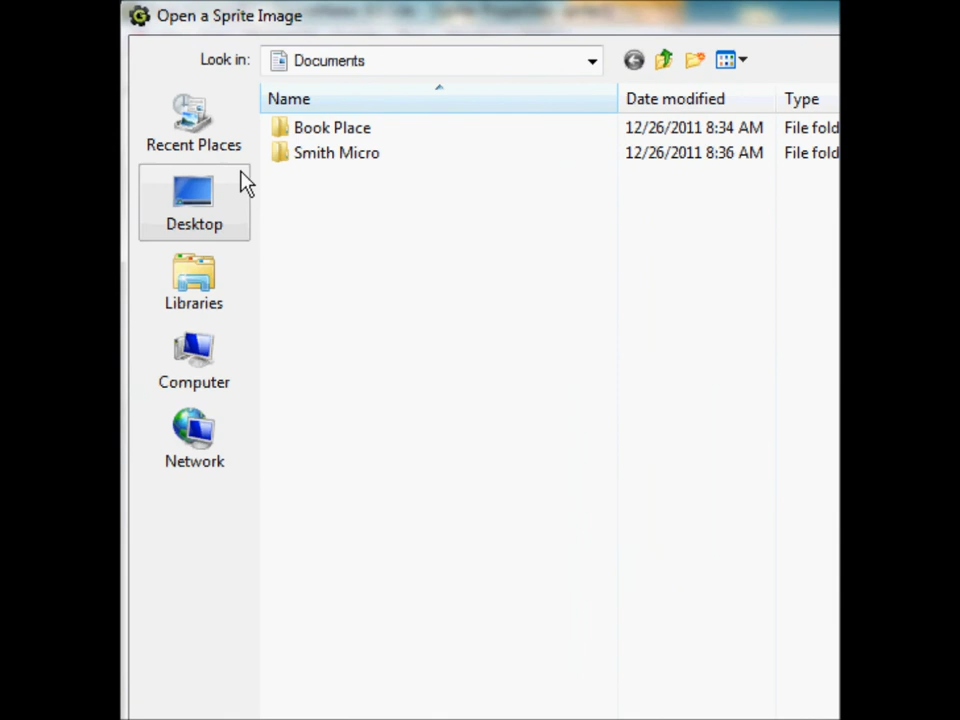 Open a Sprite Image
Look in: Documents
Name Date modified Type
Book Place 12/26/2011 8:34 AM File fold
Smith Micro 12/26/2011 8:36 AM File fold
Recent Places
Desktop
Libraries
Computer
Network